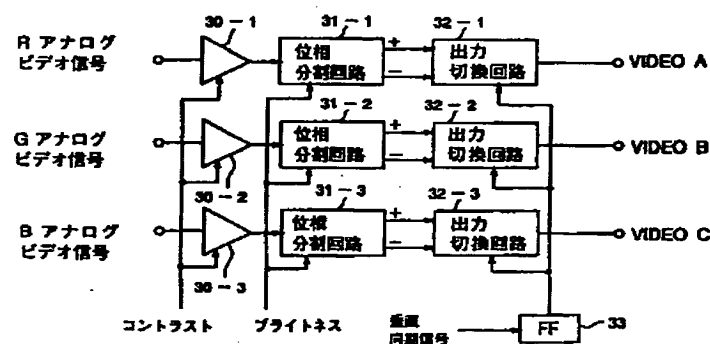 30-1
31-1
32-1
R アナログ
ビデオ信号
位相
分割回路
+
−
出力
切換回路
VIDEO A
31-2
32-2
G アナログ
ビデオ信号
位相
分割回路
+
−
出力
切換回路
VIDEO B
30-2
31-3
32-3
B アナログ
ビデオ信号
位相
分割回路
+
−
出力
切換回路
VIDEO C
30-3
コントラスト
ブライトネス
垂直
同期信号
FF
33